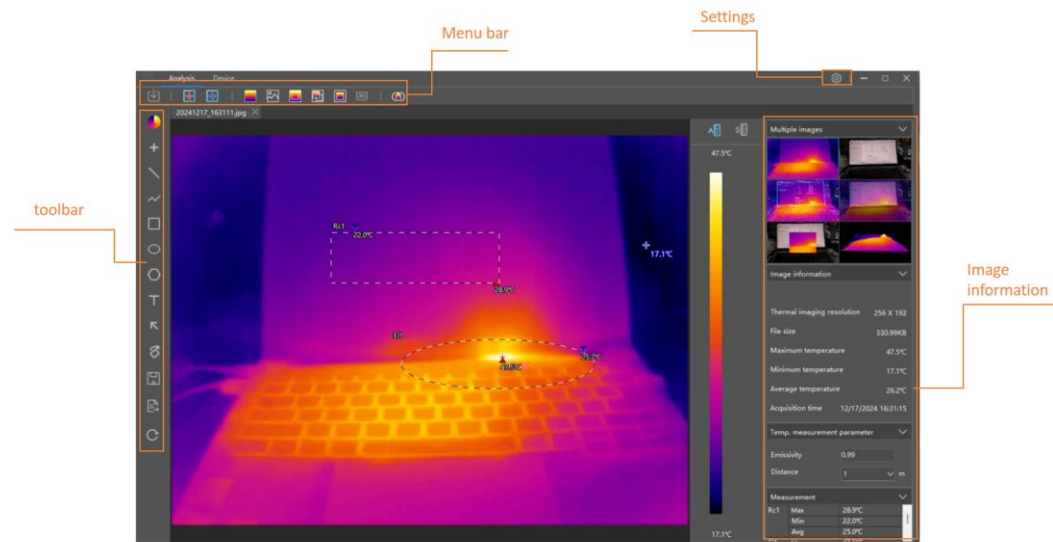 Settings
Menu bar
Analysis Device
20241217_163111.jpg
toolbar
47.5℃
17.1℃
Rc1
22.0℃
28.9℃
El1
17.1℃
Multiple images
Image information
Thermal imaging resolution 256 X 192
File size 330.99KB
Maximum temperature 47.5℃
Minimum temperature 17.1℃
Average temperature 26.2℃
Acquisition time 12/17/2024 16:31:15
Temp. measurement parameter
Emissivity 0.99
Distance 1 m
Measurement
Rc1 Max 28.9℃
Min 22.0℃
Avg 25.0℃
Image
information